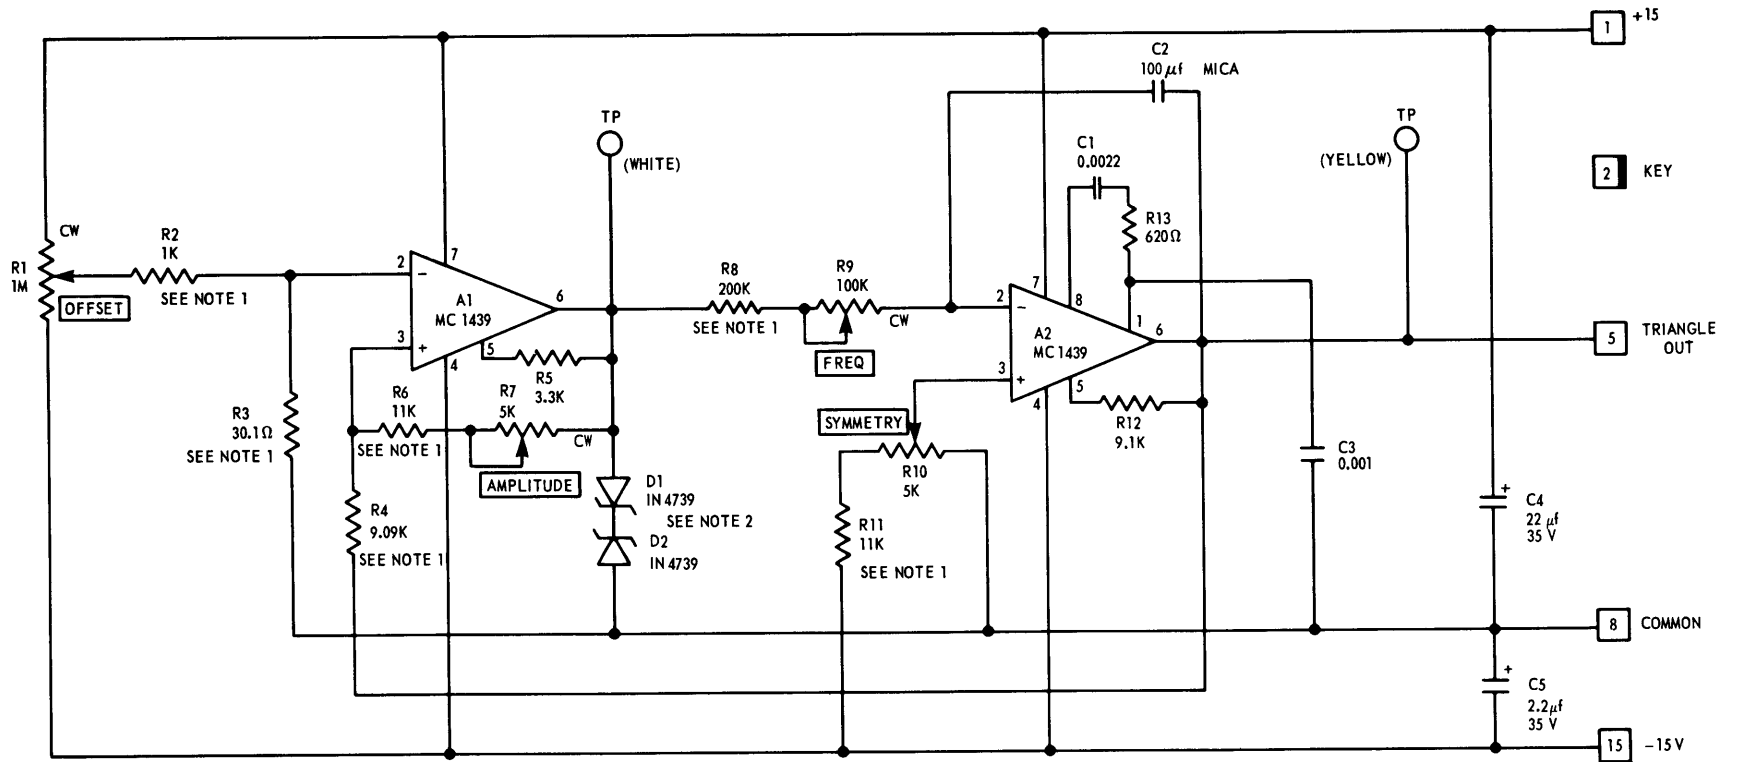 1
+15
C2
100 μf MICA
TP
(WHITE)
TP
(YELLOW)
C1
0.0022
2
KEY
R13
620Ω
CW
R1
1M
OFFSET
R2
1K
SEE NOTE 1
2
7
A1
MC 1439
6
3
5
4
R5
3.3K
R8
200K
SEE NOTE 1
R9
100K
CW
FREQ
2
7
8
1
6
A2
MC 1439
3
5
4
5
TRIANGLE
OUT
R3
30.1Ω
SEE NOTE 1
R6
11K
SEE NOTE 1
R7
5K
CW
AMPLITUDE
SYMMETRY
R10
5K
R12
9.1K
C3
0.001
R4
9.09K
SEE NOTE 1
D1
IN 4739
SEE NOTE 2
D2
IN 4739
R11
11K
SEE NOTE 1
+
C4
22 μf
35 V
8
COMMON
+
C5
2.2μf
35 V
15
-15V